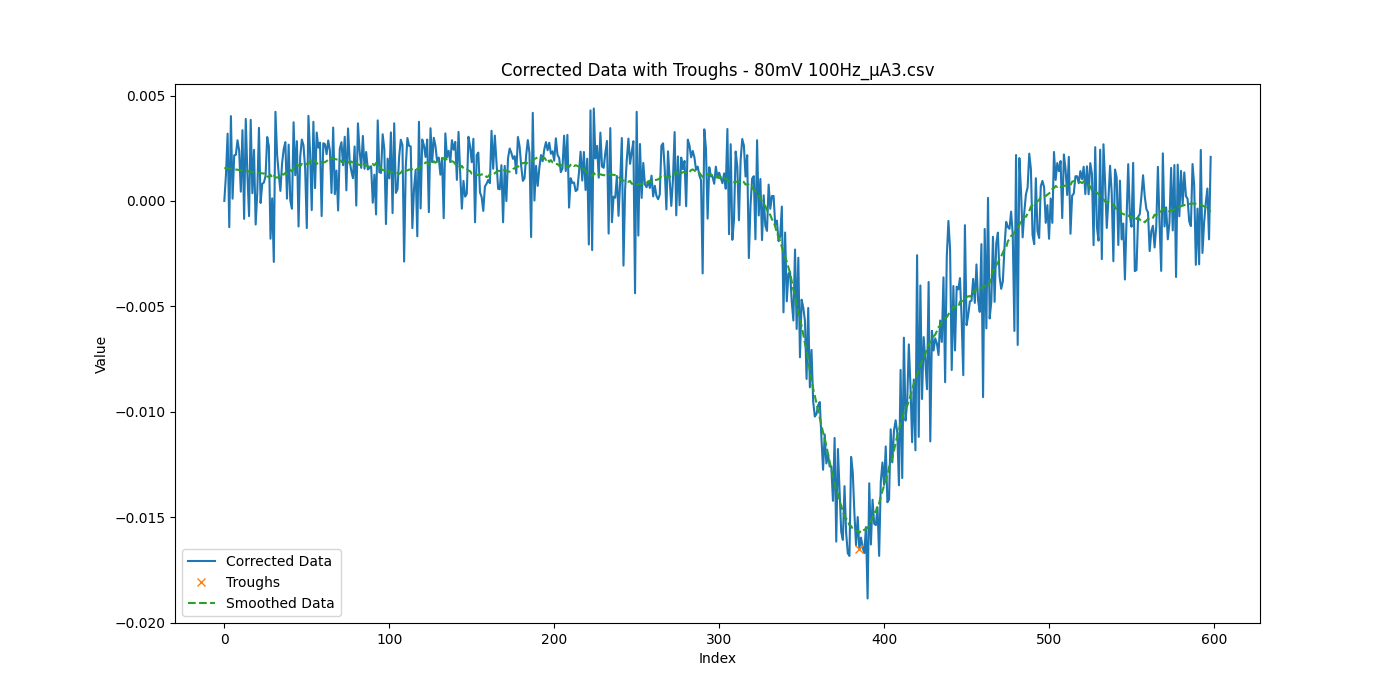 Corrected Data with Troughs - 80mV 100Hz_μA3.csv
0.005
0.000
−0.005
−0.010
−0.015
−0.020
Value
Corrected Data
Troughs
Smoothed Data
0 100 200 300 400 500 600
Index